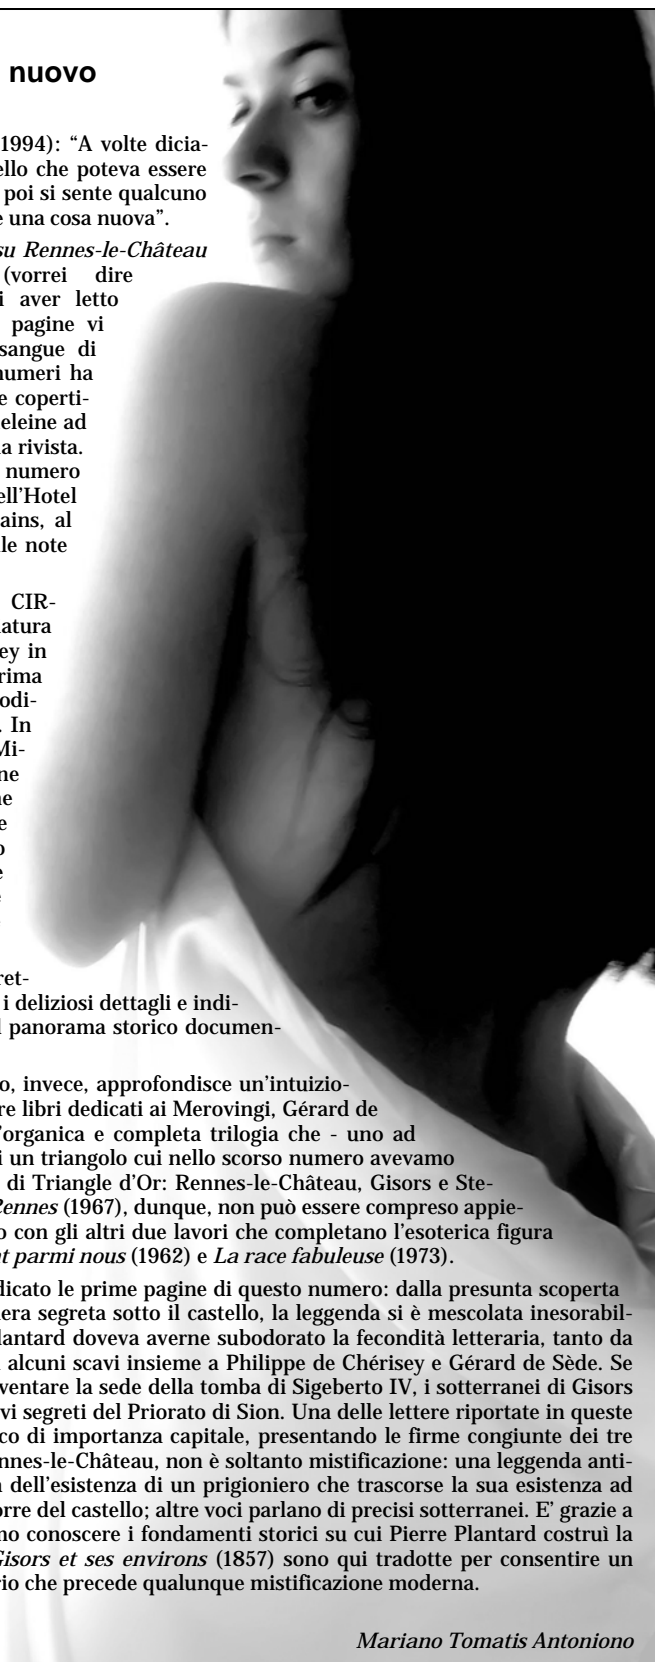 nuovo
1994): “A volte dicia-
ello che poteva essere
poi si sente qualcuno
e una cosa nuova”.
su Rennes-le-Château
(vorrei dire
i aver letto
pagine vi
sangue di
numeri ha
e coperti-
eleine ad
a rivista.
numero
ell'Hotel
ains, al
le note
CIR-
atura
ey in
rima
odi-
. In
Mi-
ne
ne
e
o
e
ret-
i deliziosi dettagli e indi-
l panorama storico documen-
o, invece, approfondisce un’intuizio-
re libri dedicati ai Merovingi, Gérard de
’organica e completa trilogia che - uno ad
i un triangolo cui nello scorso numero avevamo
di Triangle d’Or: Rennes-le-Château, Gisors e Ste-
Rennes (1967), dunque, non può essere compreso appie-
o con gli altri due lavori che completano l’esoterica figura
nt parmi nous (1962) e La race fabuleuse (1973).
dicato le prime pagine di questo numero: dalla presunta scoperta
nera segreta sotto il castello, la leggenda si è mescolata inesorabil-
Plantard doveva averne subodorato la fecondità letteraria, tanto da
i alcuni scavi insieme a Philippe de Chérisey e Gérard de Sède. Se
ventare la sede della tomba di Sigeberto IV, i sotterranei di Gisors
vi segreti del Priorato di Sion. Una delle lettere riportate in queste
co di importanza capitale, presentando le firme congiunte dei tre
nnes-le-Château, non è soltanto mistificazione: una leggenda anti-
a dell’esistenza di un prigioniero che trascorse la sua esistenza ad
orre del castello; altre voci parlano di precisi sotterranei. E’ grazie a
no conoscere i fondamenti storici su cui Pierre Plantard costruì la
Gisors et ses environs (1857) sono qui tradotte per consentire un
rio che precede qualunque mistificazione moderna.
Mariano Tomatis Antoniono